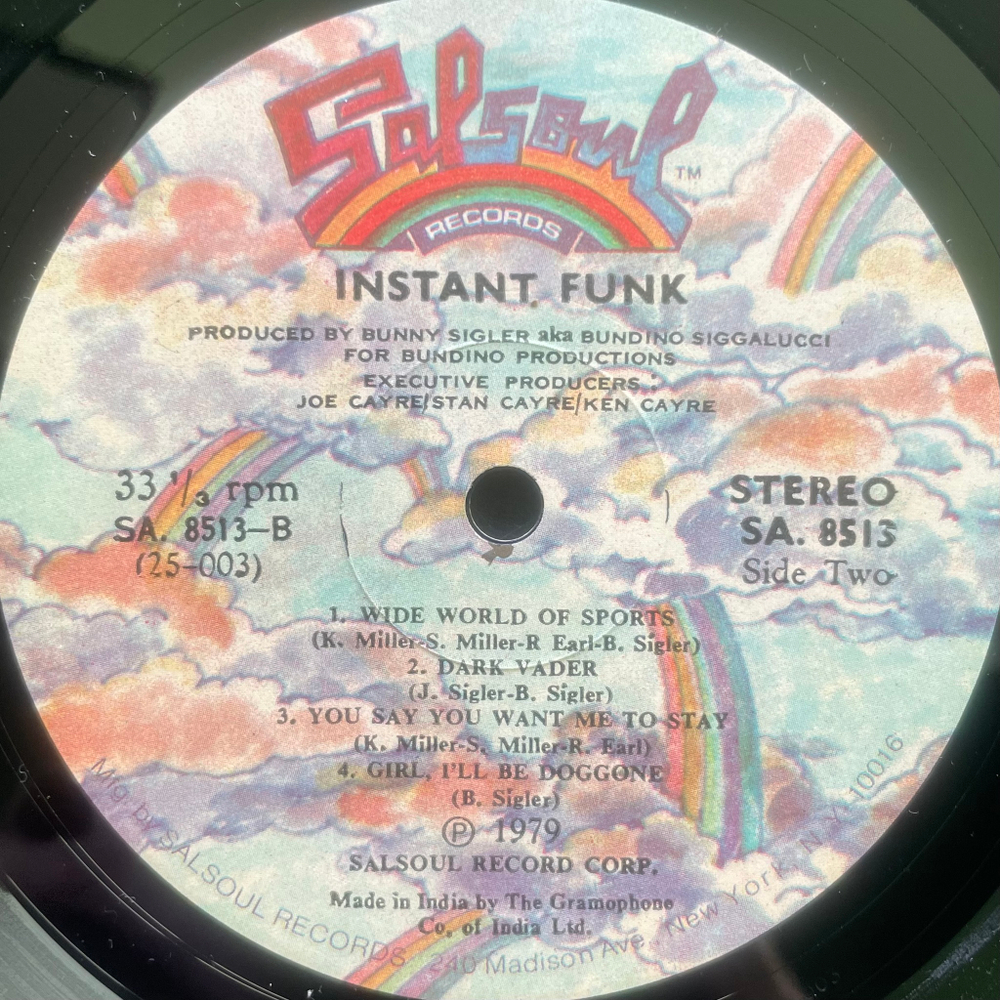 Salsoul TM
RECORDS
INSTANT FUNK
PRODUCED BY BUNNY SIGLER aka BUNDINO SIGGALUCCI
FOR BUNDINO PRODUCTIONS
EXECUTIVE PRODUCERS :
JOE CAYRE/STAN CAYRE/KEN CAYRE
33 1/3 rpm
SA. 8513-B
(25-003)
STEREO
SA. 8513
Side Two
1. WIDE WORLD OF SPORTS
(K. Miller-S. Miller-R Earl-B. Sigler)
2. DARK VADER
(J. Sigler-B. Sigler)
3. YOU SAY YOU WANT ME TO STAY
(K. Miller-S. Miller-R. Earl)
4. GIRL, I'LL BE DOGGONE
(B. Sigler)
Ⓟ 1979
SALSOUL RECORD CORP.
Made in India by The Gramophone
Co. of India Ltd.
Mfg. by SALSOUL RECORDS 240 Madison Ave., New York, N.Y. 10016